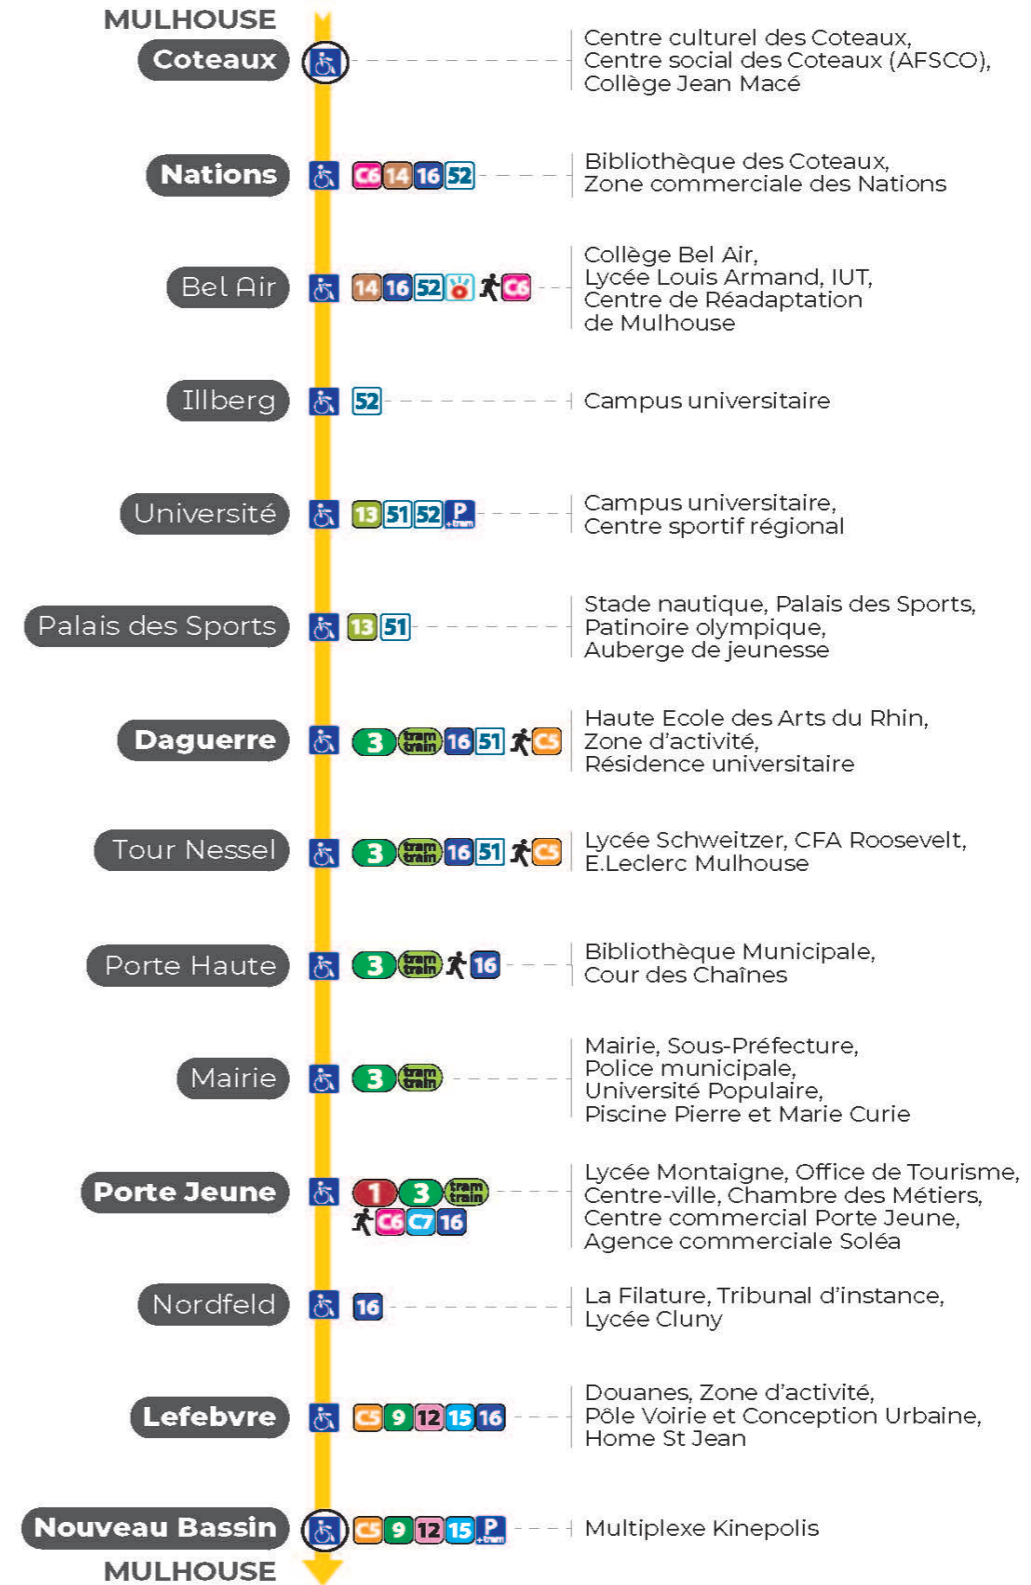 MULHOUSE
Coteaux
Centre culturel des Coteaux,
Centre social des Coteaux (AFSCO),
Collège Jean Macé
Nations
C6 14 16 52
Bibliothèque des Coteaux,
Zone commerciale des Nations
Bel Air
14 16 52 C6
Collège Bel Air,
Lycée Louis Armand, IUT,
Centre de Réadaptation
de Mulhouse
Illberg
52
Campus universitaire
Université
13 51 52 P +tram
Campus universitaire,
Centre sportif régional
Palais des Sports
13 51
Stade nautique, Palais des Sports,
Patinoire olympique,
Auberge de jeunesse
Daguerre
3 tram train 16 51 C5
Haute Ecole des Arts du Rhin,
Zone d'activité,
Résidence universitaire
Tour Nessel
3 tram train 16 51 C5
Lycée Schweitzer, CFA Roosevelt,
E.Leclerc Mulhouse
Porte Haute
3 tram train 16
Bibliothèque Municipale,
Cour des Chaînes
Mairie
3 tram train
Mairie, Sous-Préfecture,
Police municipale,
Université Populaire,
Piscine Pierre et Marie Curie
Porte Jeune
1 3 tram train
C6 C7 16
Lycée Montaigne, Office de Tourisme,
Centre-ville, Chambre des Métiers,
Centre commercial Porte Jeune,
Agence commerciale Soléa
Nordfeld
16
La Filature, Tribunal d'instance,
Lycée Cluny
Lefebvre
C5 9 12 15 16
Douanes, Zone d'activité,
Pôle Voirie et Conception Urbaine,
Home St Jean
Nouveau Bassin
C5 9 12 15 P +tram
Multiplexe Kinepolis
MULHOUSE